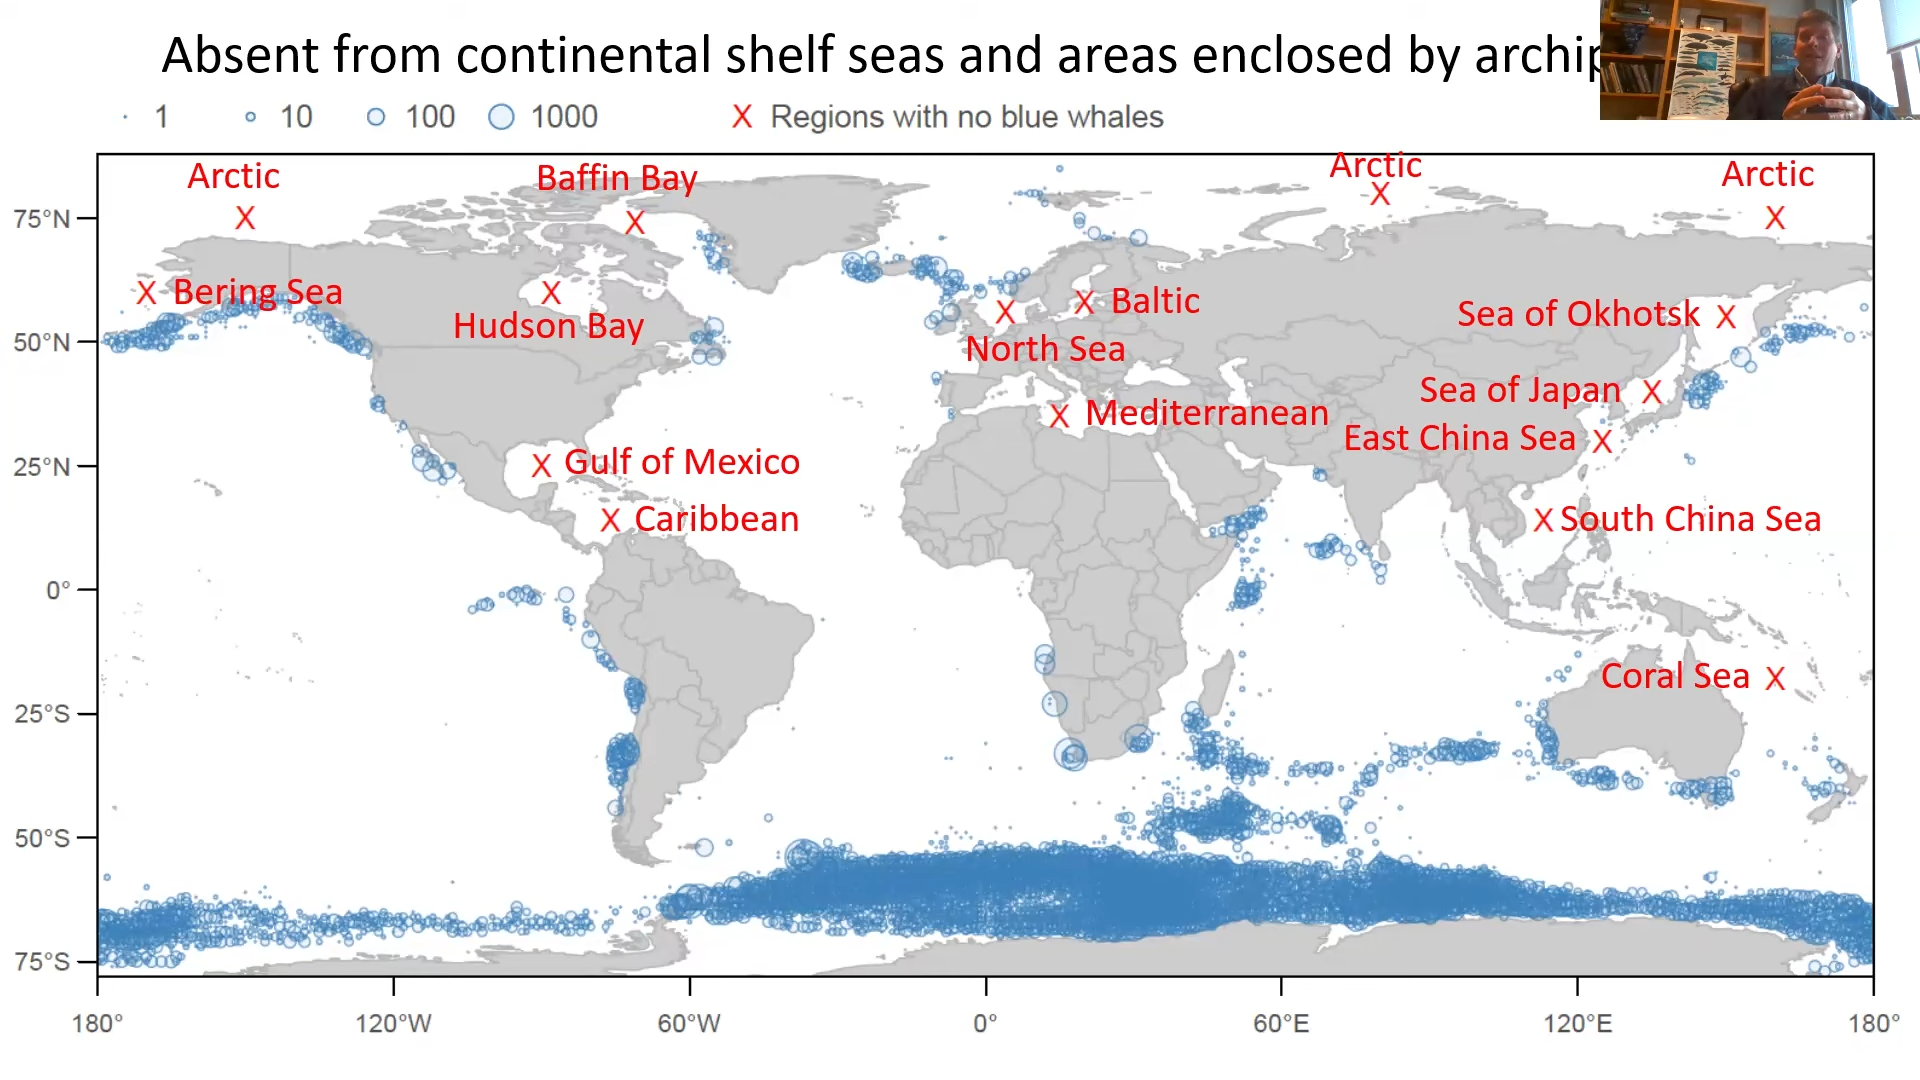 Absent from continental shelf seas and areas enclosed by
1 10 100 1000 X Regions with no blue whales
Arctic
Baffin Bay
Arctic
Arctic
75°N
X
X
X
X
X Bering Sea
X
Hudson Bay
X
X Baltic
North Sea
Sea of Okhotsk X
50°N
Sea of Japan X
X Mediterranean
East China Sea X
25°N
X Gulf of Mexico
X Caribbean
X South China Sea
0°
Coral Sea X
25°S
50°S
75°S
180° 120°W 60°W 0° 60°E 120°E 180°